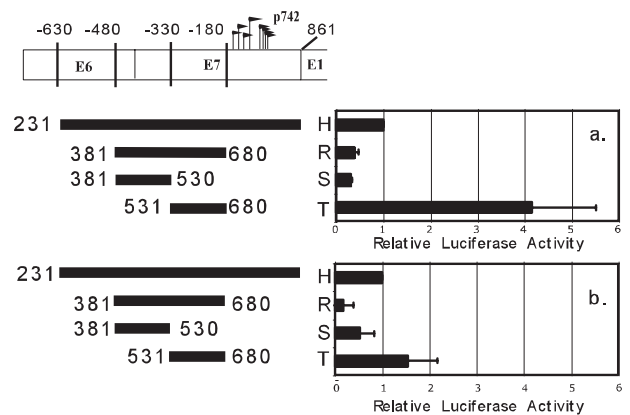 -630 -480 -330 -180 p742 861
E6 E7 E1
231 H a.
381 680 R
381 530 S
531 680 T
0 1 2 3 4 5 6
Relative Luciferase Activity
231 H b.
381 680 R
381 530 S
531 680 T
0 1 2 3 4 5 6
Relative Luciferase Activity